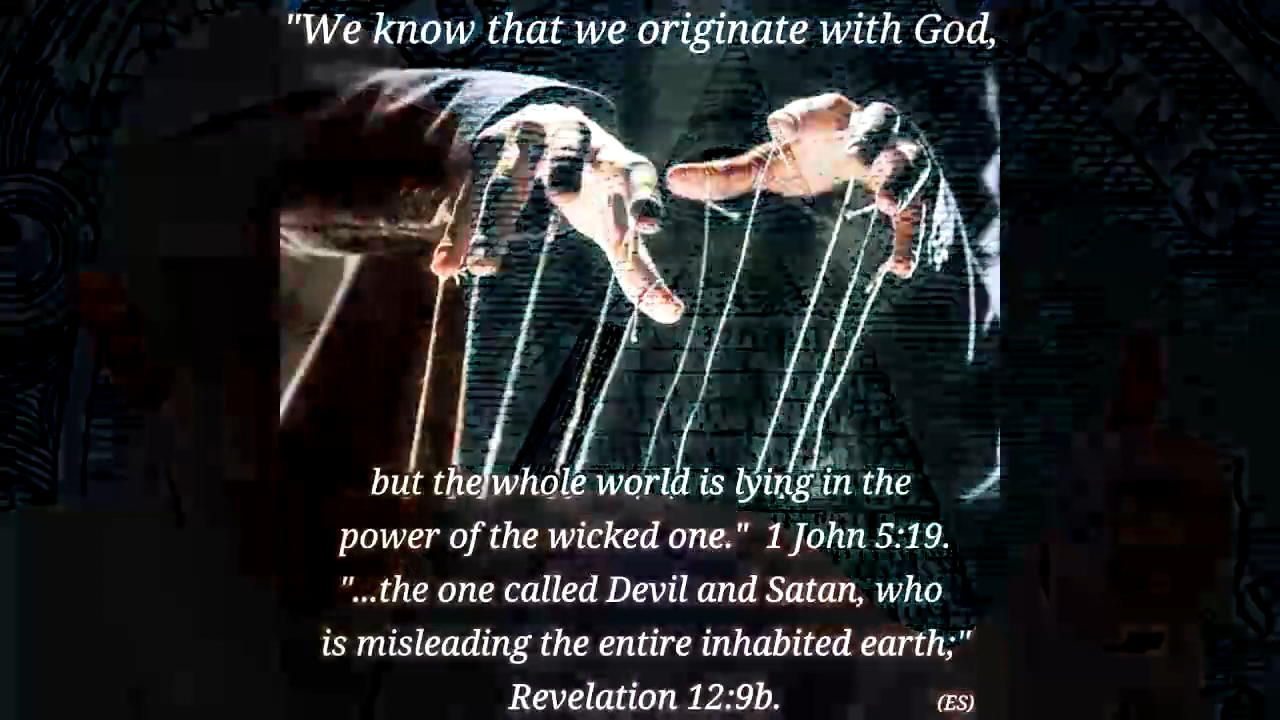 "We know that we originate with God,
but the whole world is lying in the
power of the wicked one." 1 John 5:19.
"...the one called Devil and Satan, who
is misleading the entire inhabited earth;"
Revelation 12:9b.
(ES)